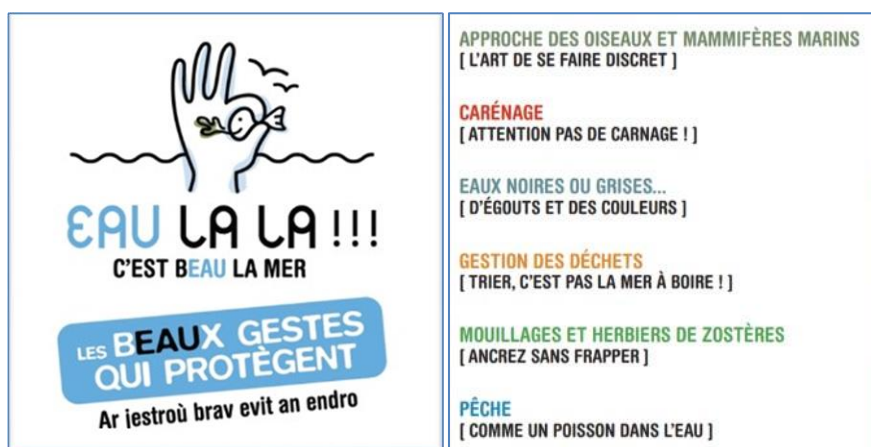 EAU LA LA !!!
C'EST BEAU LA MER
LES BEAUX GESTES
QUI PROTÈGENT
Ar jestroù brav evit an endro
APPROCHE DES OISEAUX ET MAMMIFÈRES MARINS
[ L'ART DE SE FAIRE DISCRET ]
CARÉNAGE
[ ATTENTION PAS DE CARNAGE ! ]
EAUX NOIRES OU GRISES...
[ D'ÉGOUTS ET DES COULEURS ]
GESTION DES DÉCHETS
[ TRIER, C'EST PAS LA MER À BOIRE ! ]
MOUILLAGES ET HERBIERS DE ZOSTÈRES
[ ANCREZ SANS FRAPPER ]
PÊCHE
[ COMME UN POISSON DANS L'EAU ]